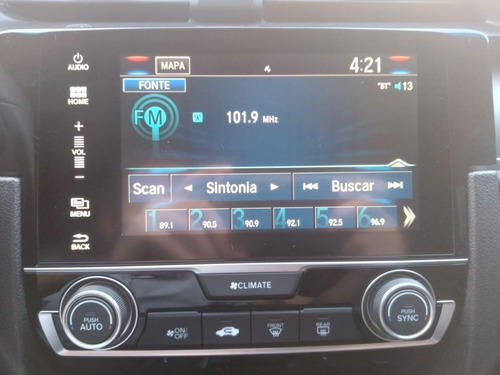 AUDIO
MAPA
4:21
FONTE
"ST" 13
HOME
FM
"A"
101.9 MHz
+
VOL
−
Scan
Sintonia
Buscar
MENU
1 89.1
2 90.5
3 90.9
4 92.1
5 92.5
6 96.9
BACK
CLIMATE
PUSH
AUTO
ON/
OFF
FRONT
REAR
PUSH
SYNC